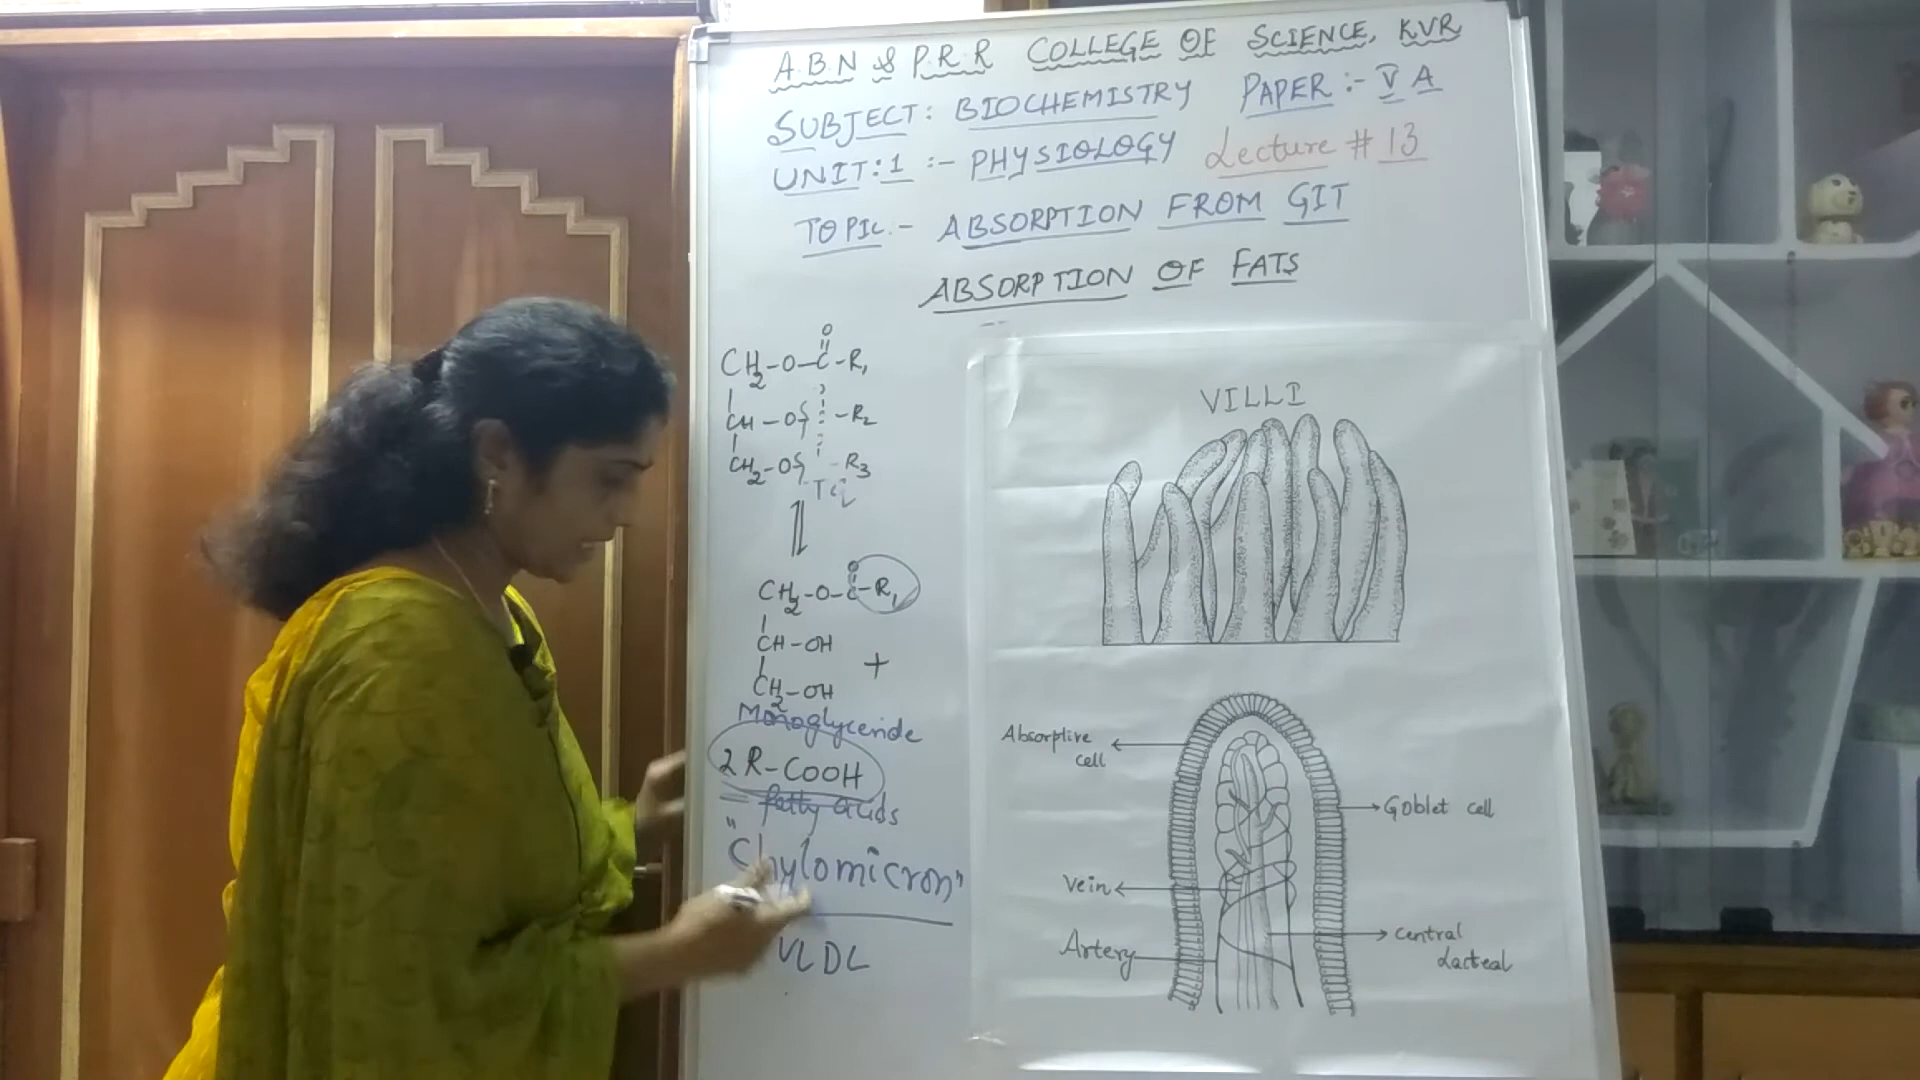 A.B.N & P.R.R COLLEGE OF SCIENCE, KVR
SUBJECT: BIOCHEMISTRY PAPER:- V A
UNIT:1 :- PHYSIOLOGY Lecture # 13
TOPIC:- ABSORPTION FROM GIT
ABSORPTION OF FATS
O
CH2-O-C-R1
CH-O -R2
CH2-O -R3
O
CH2-O-C-R1
CH-OH
+
CH2-OH
Monoglyceride
2 R-COOH
fatty acids
"Chylomicron"
VLDL
VILLI
Absorptive cell
Goblet cell
Vein
Artery
Central Lacteal